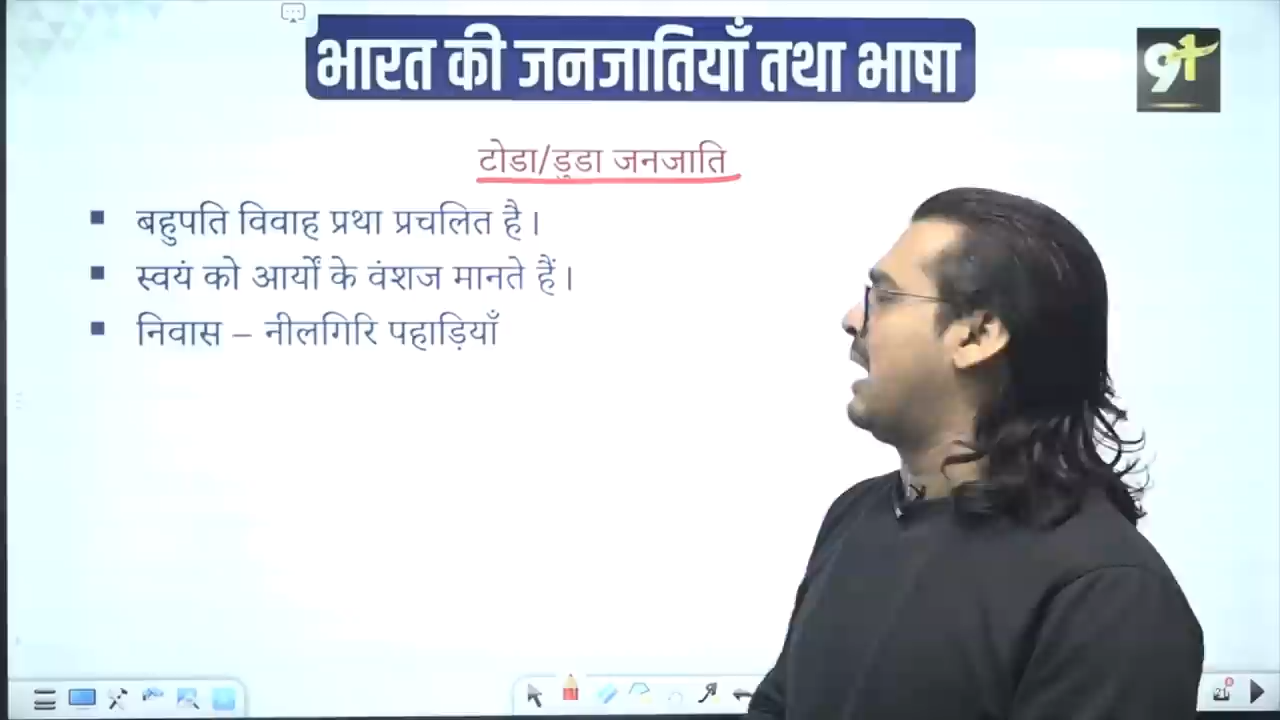 भारत की जनजातियाँ तथा भाषा
टोडा/डुडा जनजाति
▪ बहुपति विवाह प्रथा प्रचलित है।
▪ स्वयं को आर्यों के वंशज मानते हैं।
▪ निवास – नीलगिरि पहाड़ियाँ